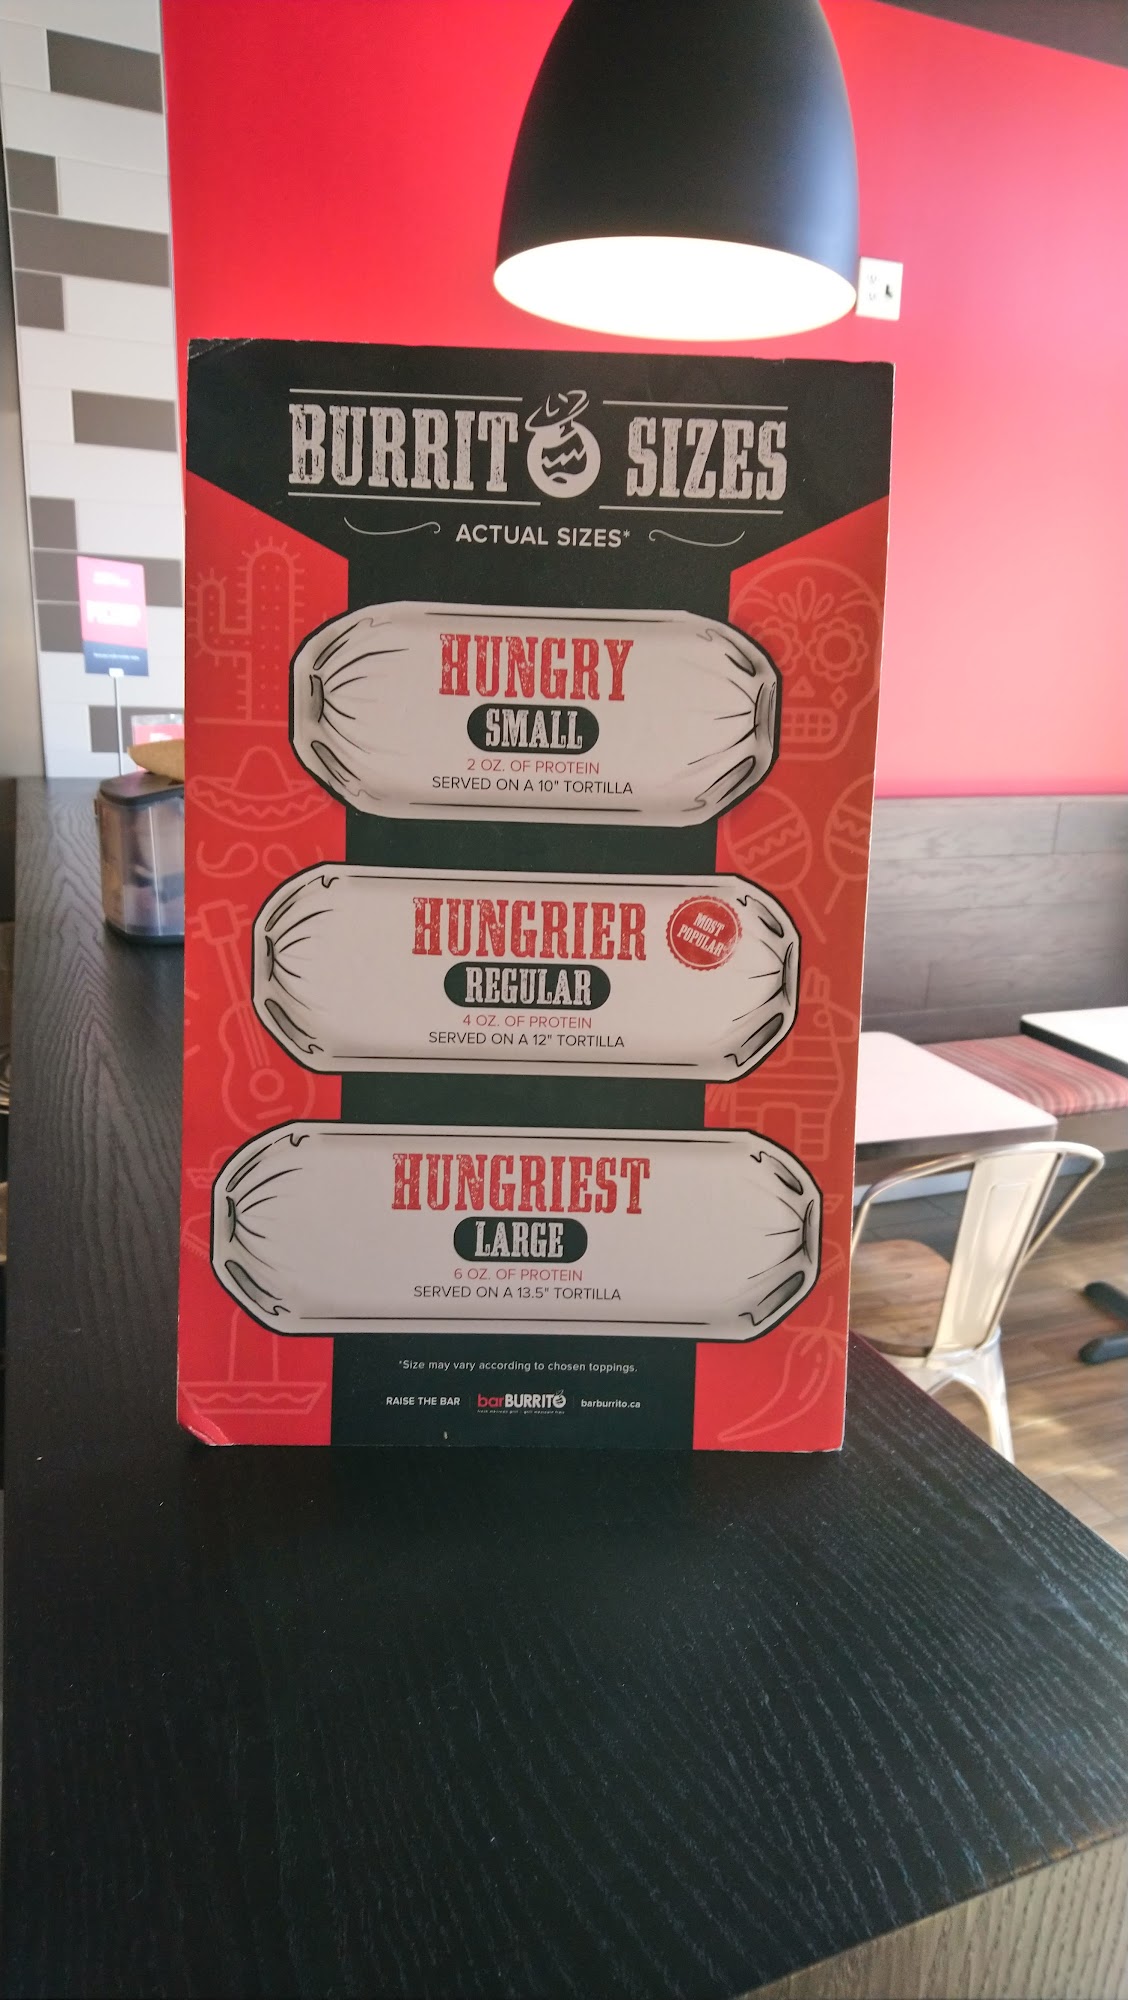 BURRITO SIZES
ACTUAL SIZES*
HUNGRY
SMALL
2 OZ. OF PROTEIN
SERVED ON A 10" TORTILLA
HUNGRIER
MOST
POPULAR
REGULAR
4 OZ. OF PROTEIN
SERVED ON A 12" TORTILLA
HUNGRIEST
LARGE
6 OZ. OF PROTEIN
SERVED ON A 13.5" TORTILLA
*Size may vary according to chosen toppings.
RAISE THE BAR barBURRITO barburrito.ca